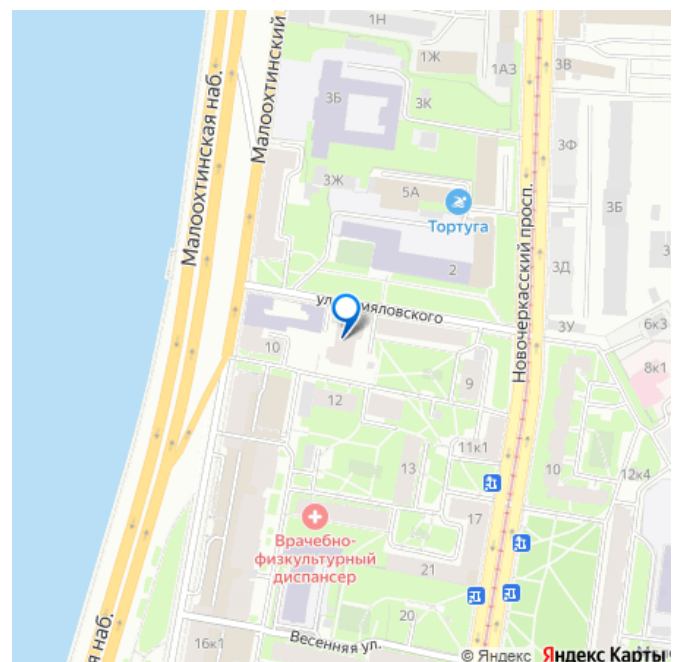 1Н
1Ж
1АЗ
3В
3Б
3К
Малоохтинский
Малоохтинская наб.
3Ф
3Ж
5А
Тортуга
3Б
Новочеркасский просп.
2
3Д
3
ул.
мяловского
3У
6к3
10
8к1
9
12
11к1
13
10
12к4
17
Врачебно-
физкультурный
диспансер
21
20
наб.
16к1
Весенняя ул.
© Яндекс Яндекс Карты